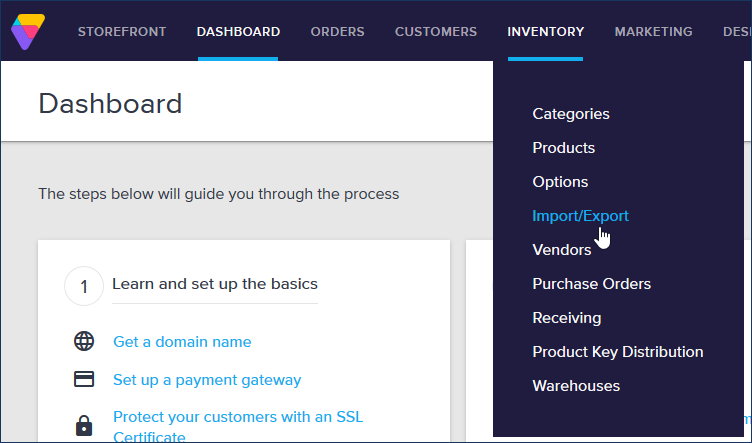 STOREFRONT DASHBOARD ORDERS CUSTOMERS INVENTORY MARKETING
Dashboard
The steps below will guide you through the process
1 Learn and set up the basics
Get a domain name
Set up a payment gateway
Protect your customers with an SSL
Certificate
Categories
Products
Options
Import/Export
Vendors
Purchase Orders
Receiving
Product Key Distribution
Warehouses